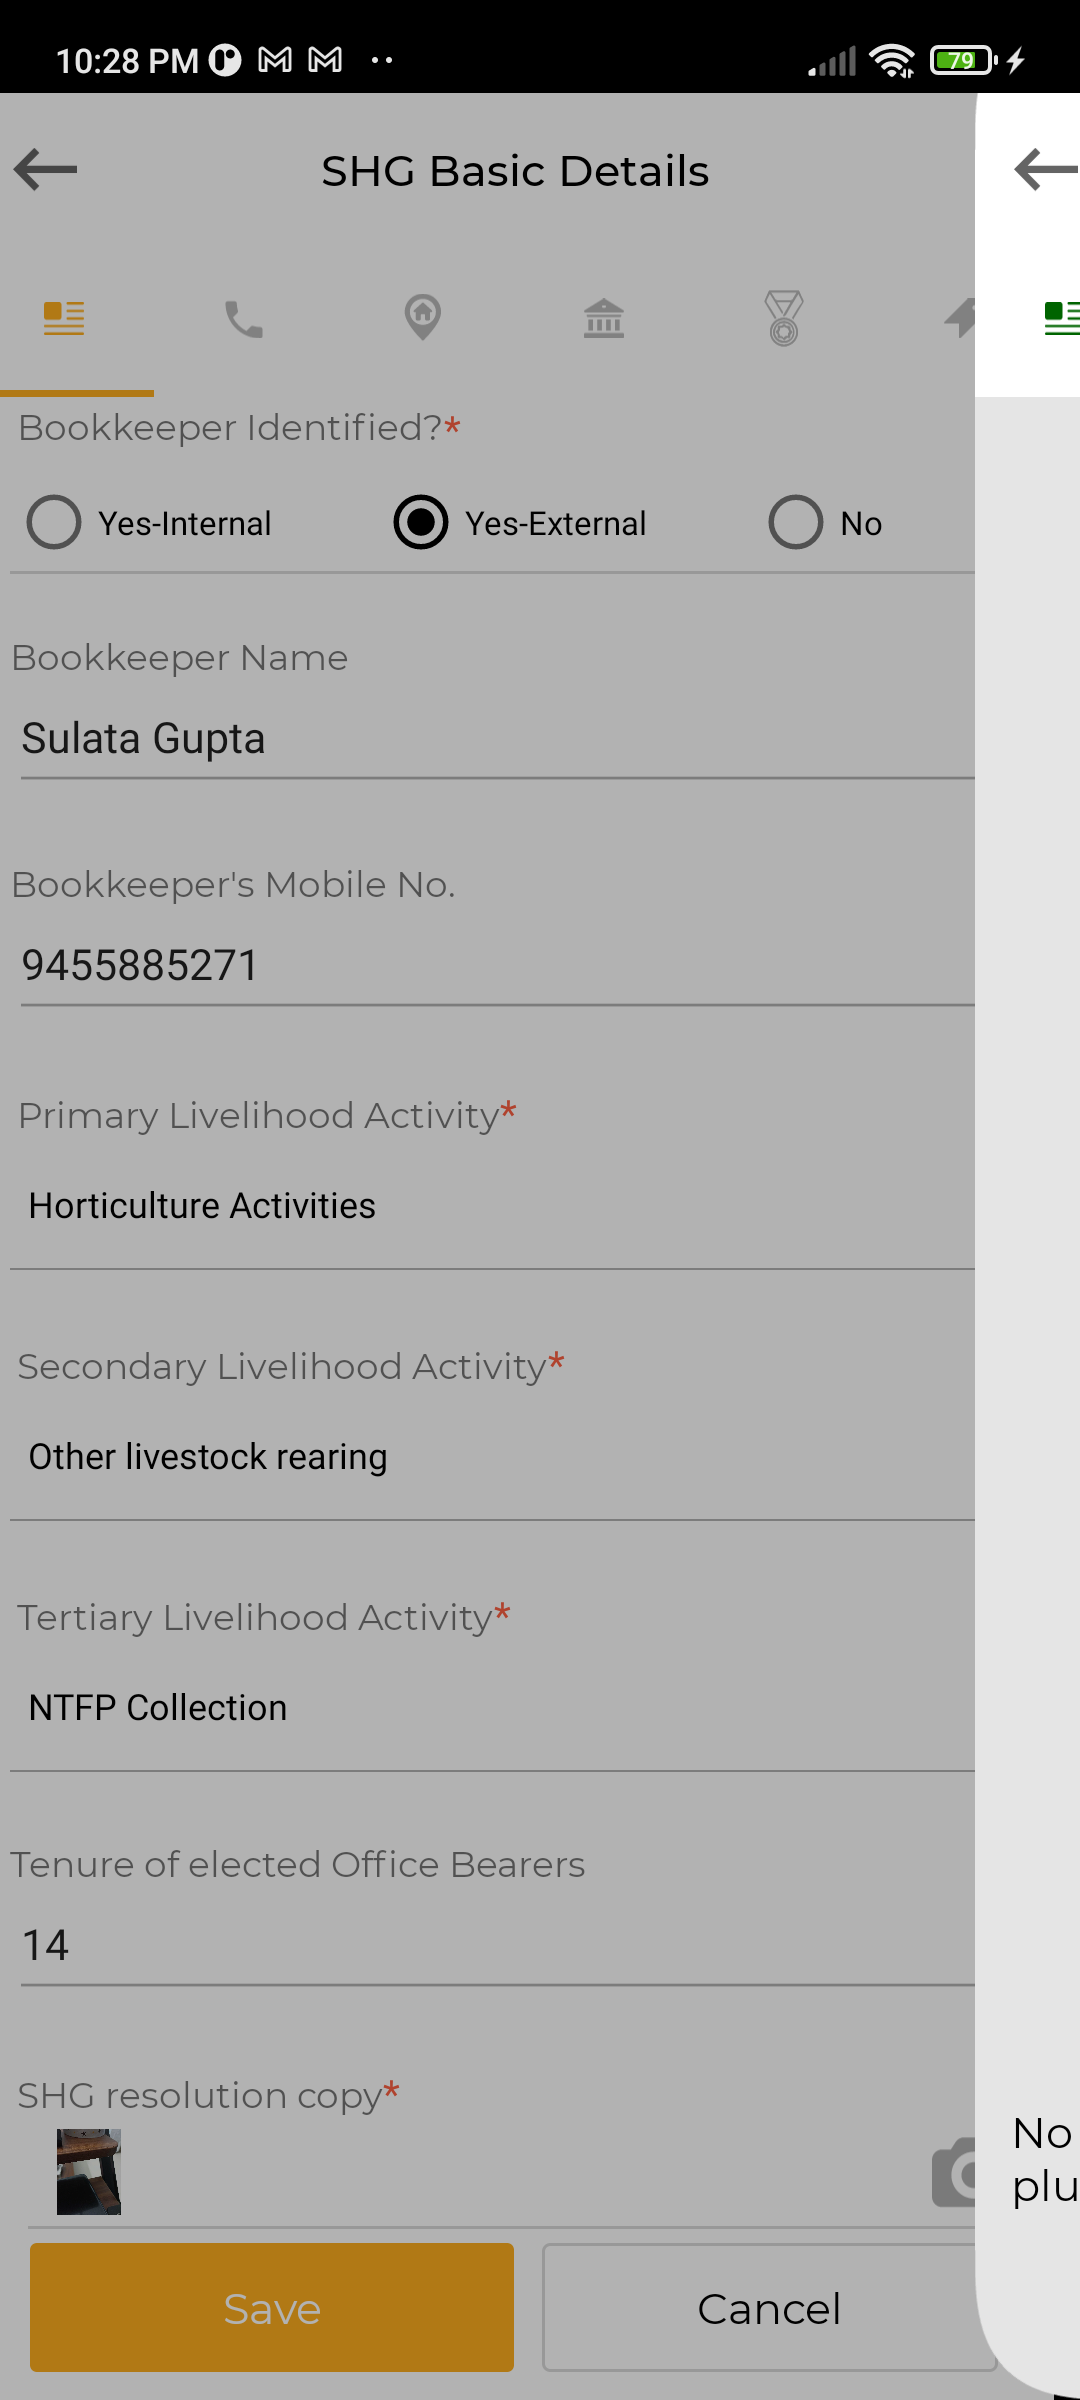 10:28 PM
79
SHG Basic Details
Bookkeeper Identified?*
Yes-Internal
Yes-External
No
Bookkeeper Name
Sulata Gupta
Bookkeeper's Mobile No.
9455885271
Primary Livelihood Activity*
Horticulture Activities
Secondary Livelihood Activity*
Other livestock rearing
Tertiary Livelihood Activity*
NTFP Collection
Tenure of elected Office Bearers
14
SHG resolution copy*
No
plu
Save
Cancel